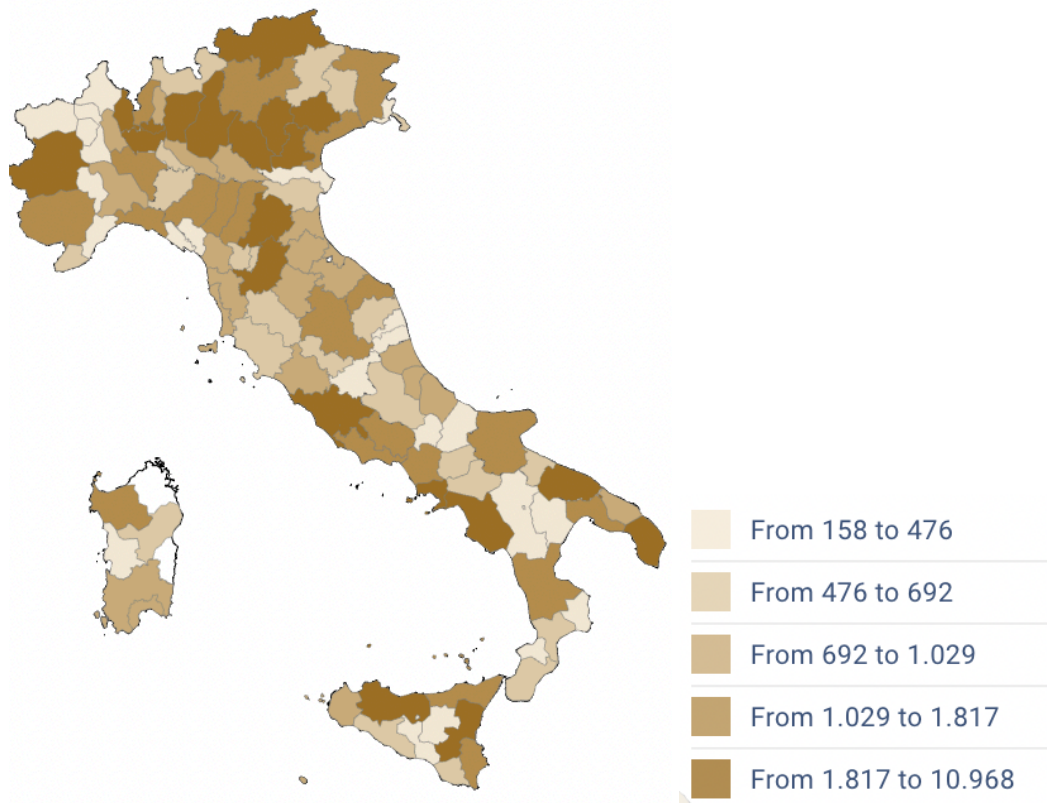 From 158 to 476
From 476 to 692
From 692 to 1.029
From 1.029 to 1.817
From 1.817 to 10.968